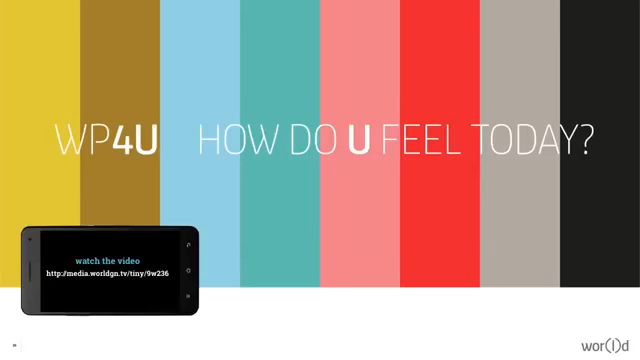 WP4U HOW DO U FEEL TODAY?
watch the video
http://media.worldgn.tv/tiny/9w236
wor(l)d